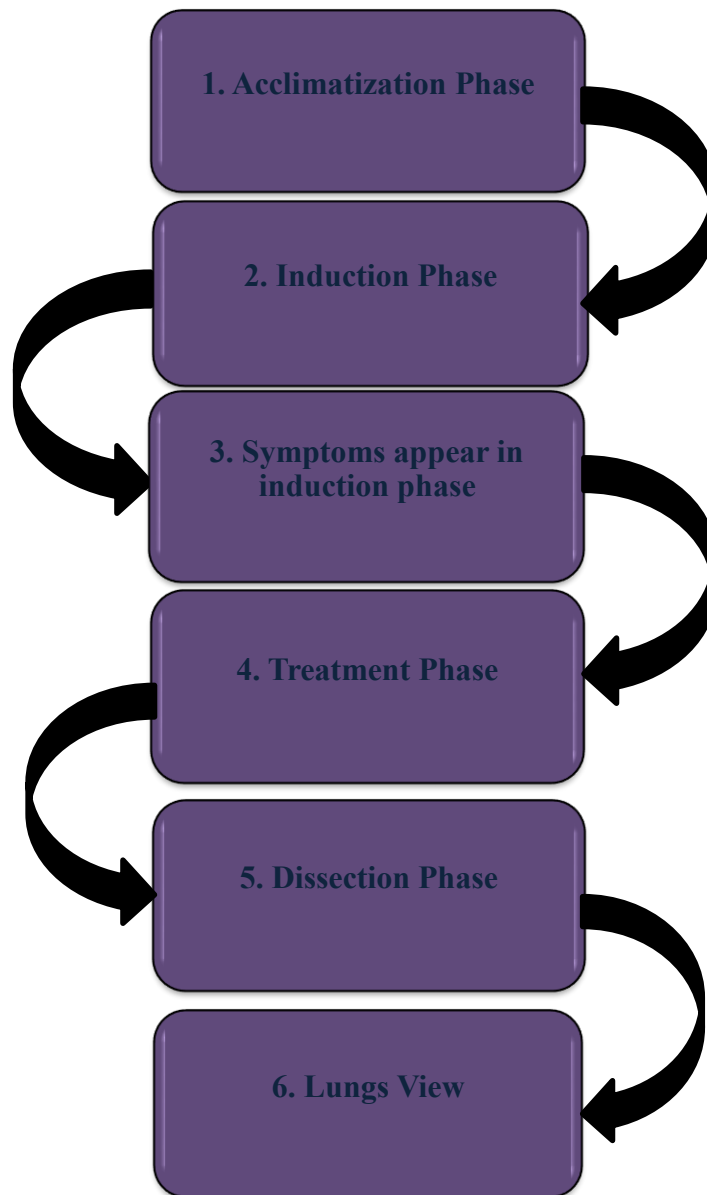 1. Acclimatization Phase
2. Induction Phase
3. Symptoms appear in
induction phase
4. Treatment Phase
5. Dissection Phase
6. Lungs View